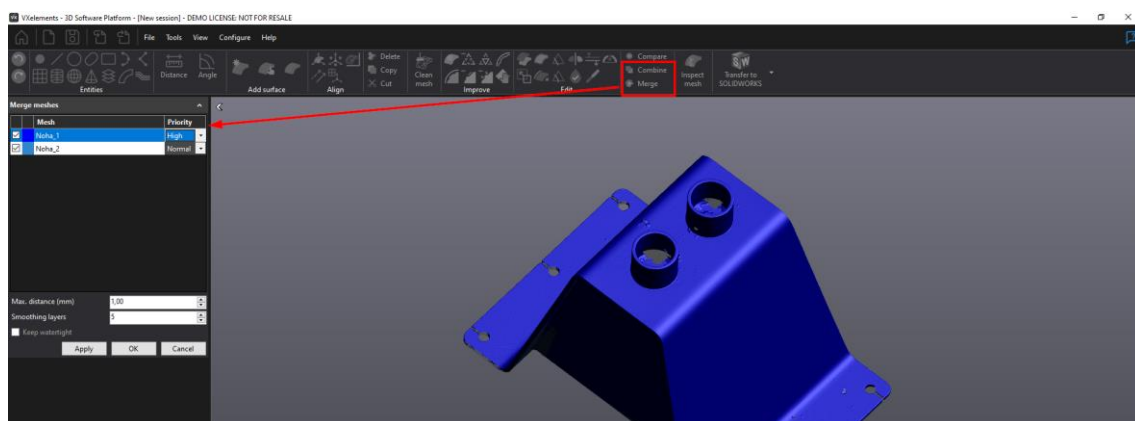 VXelements - 3D Software Platform - [New session] - DEMO LICENSE: NOT FOR RESALE
File Tools View Configure Help
Distance Angle
Delete
Copy
Cut
Clean mesh
Compare
Combine
Merge
Inspect mesh
Transfer to SOLIDWORKS
Entities Add surface Align Improve Edit
Merge meshes
Mesh Priority
Noha_1 High
Noha_2 Normal
Max. distance (mm) 1,00
Smoothing layers 5
Keep watertight
Apply OK Cancel